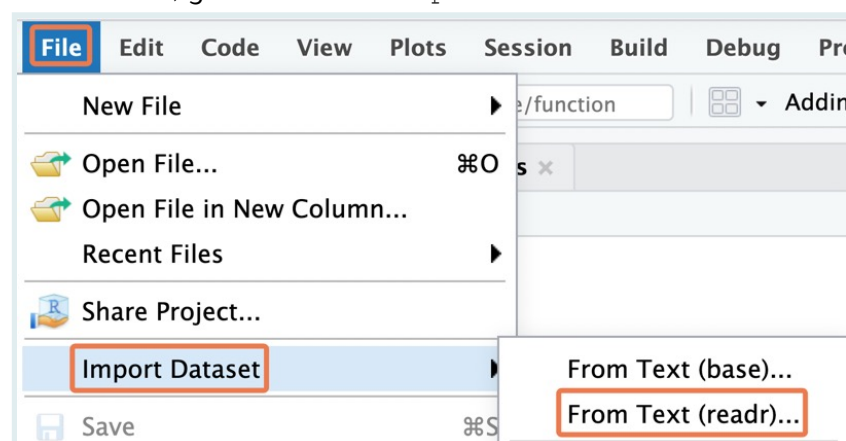 File Edit Code View Plots Session Build Debug
New File
e/function
Addin
Open File... ⌘O
s ×
Open File in New Column...
Recent Files
Share Project...
Import Dataset
From Text (base)...
From Text (readr)...
Save ⌘S